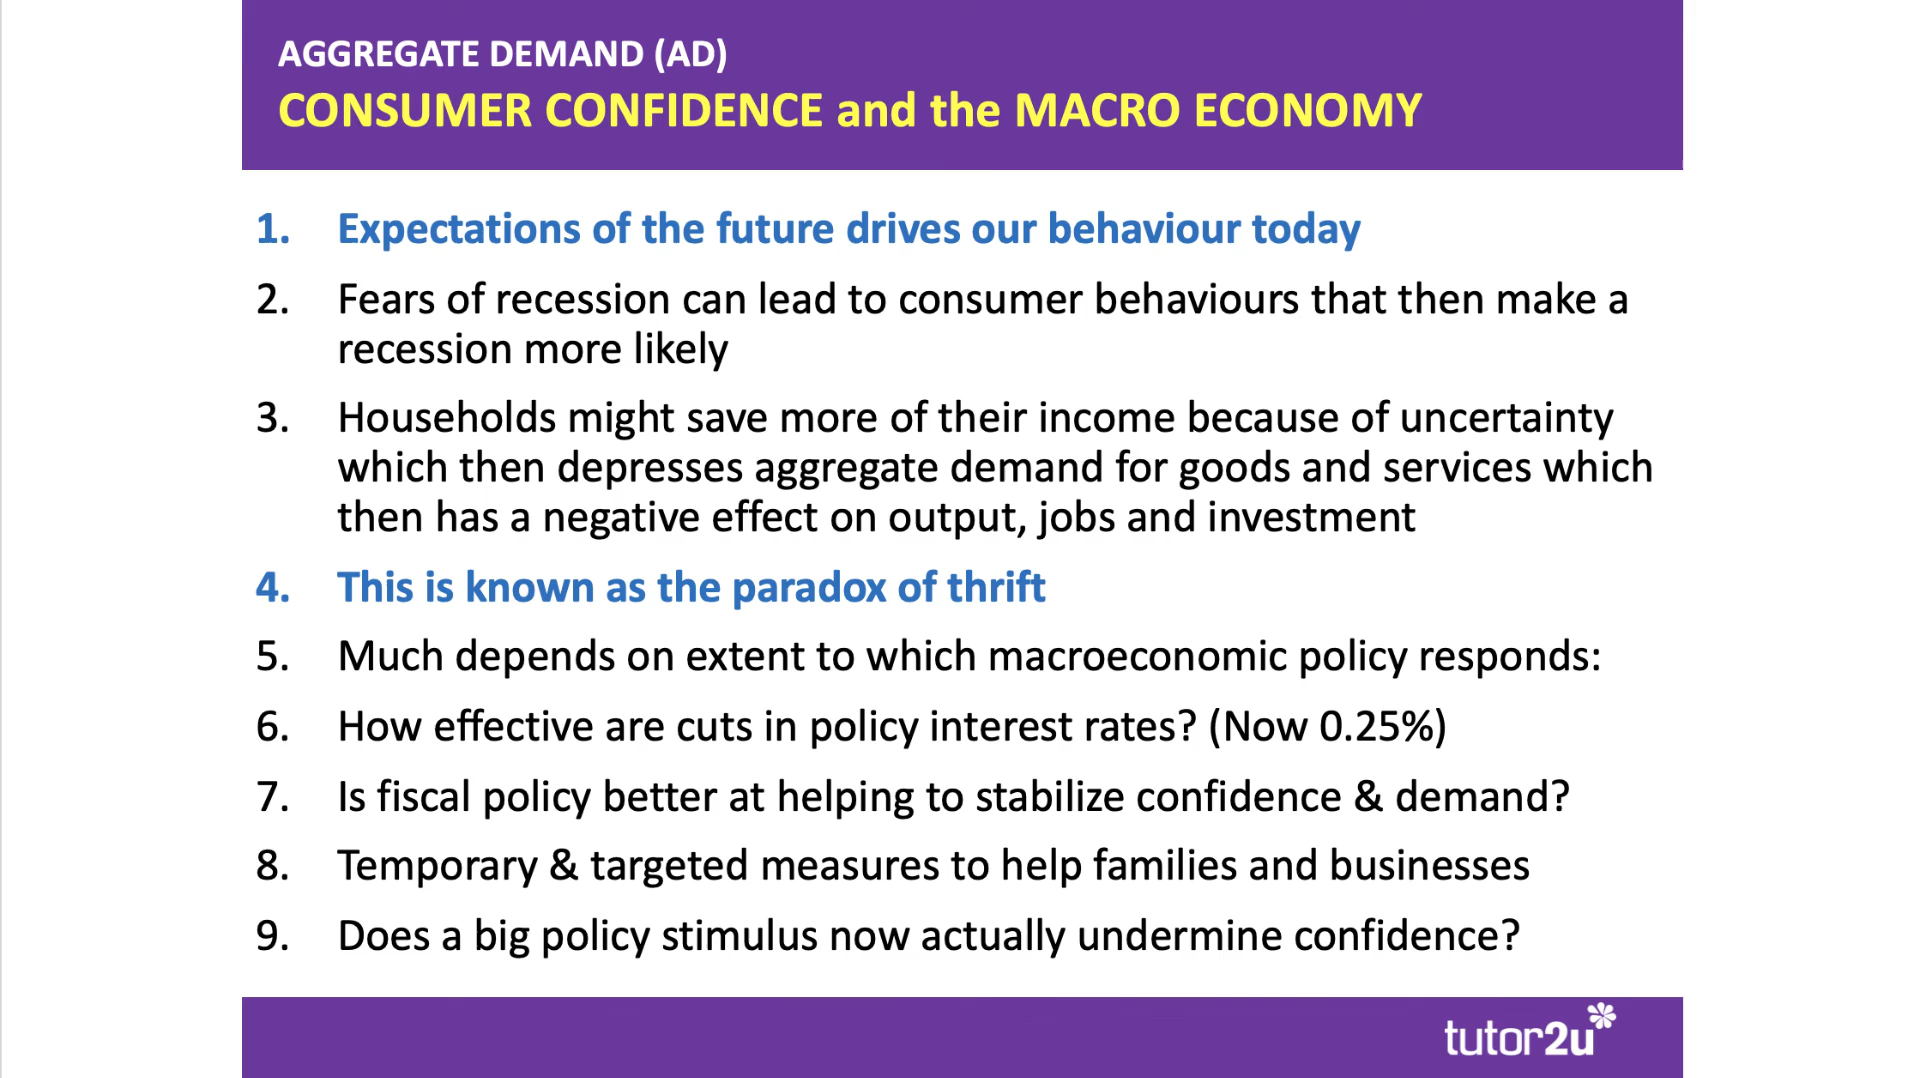 AGGREGATE DEMAND (AD)
CONSUMER CONFIDENCE and the MACRO ECONOMY
1. Expectations of the future drives our behaviour today
2. Fears of recession can lead to consumer behaviours that then make a
recession more likely
3. Households might save more of their income because of uncertainty
which then depresses aggregate demand for goods and services which
then has a negative effect on output, jobs and investment
4. This is known as the paradox of thrift
5. Much depends on extent to which macroeconomic policy responds:
6. How effective are cuts in policy interest rates? (Now 0.25%)
7. Is fiscal policy better at helping to stabilize confidence & demand?
8. Temporary & targeted measures to help families and businesses
9. Does a big policy stimulus now actually undermine confidence?
tutor2u